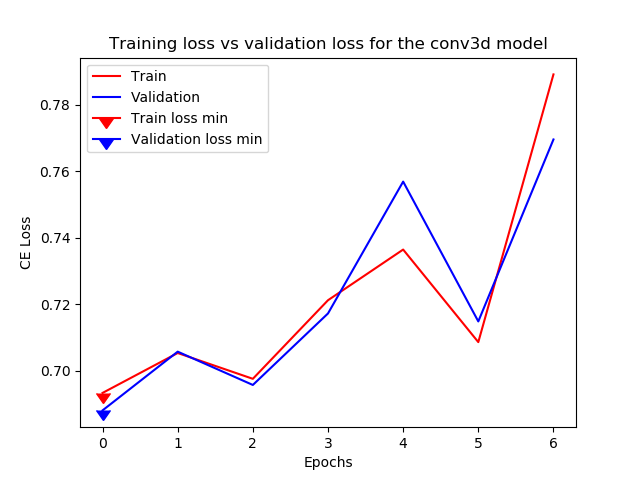 Training loss vs validation loss for the conv3d model
Train
Validation
Train loss min
Validation loss min
0.78
0.76
0.74
0.72
0.70
CE Loss
0 1 2 3 4 5 6
Epochs